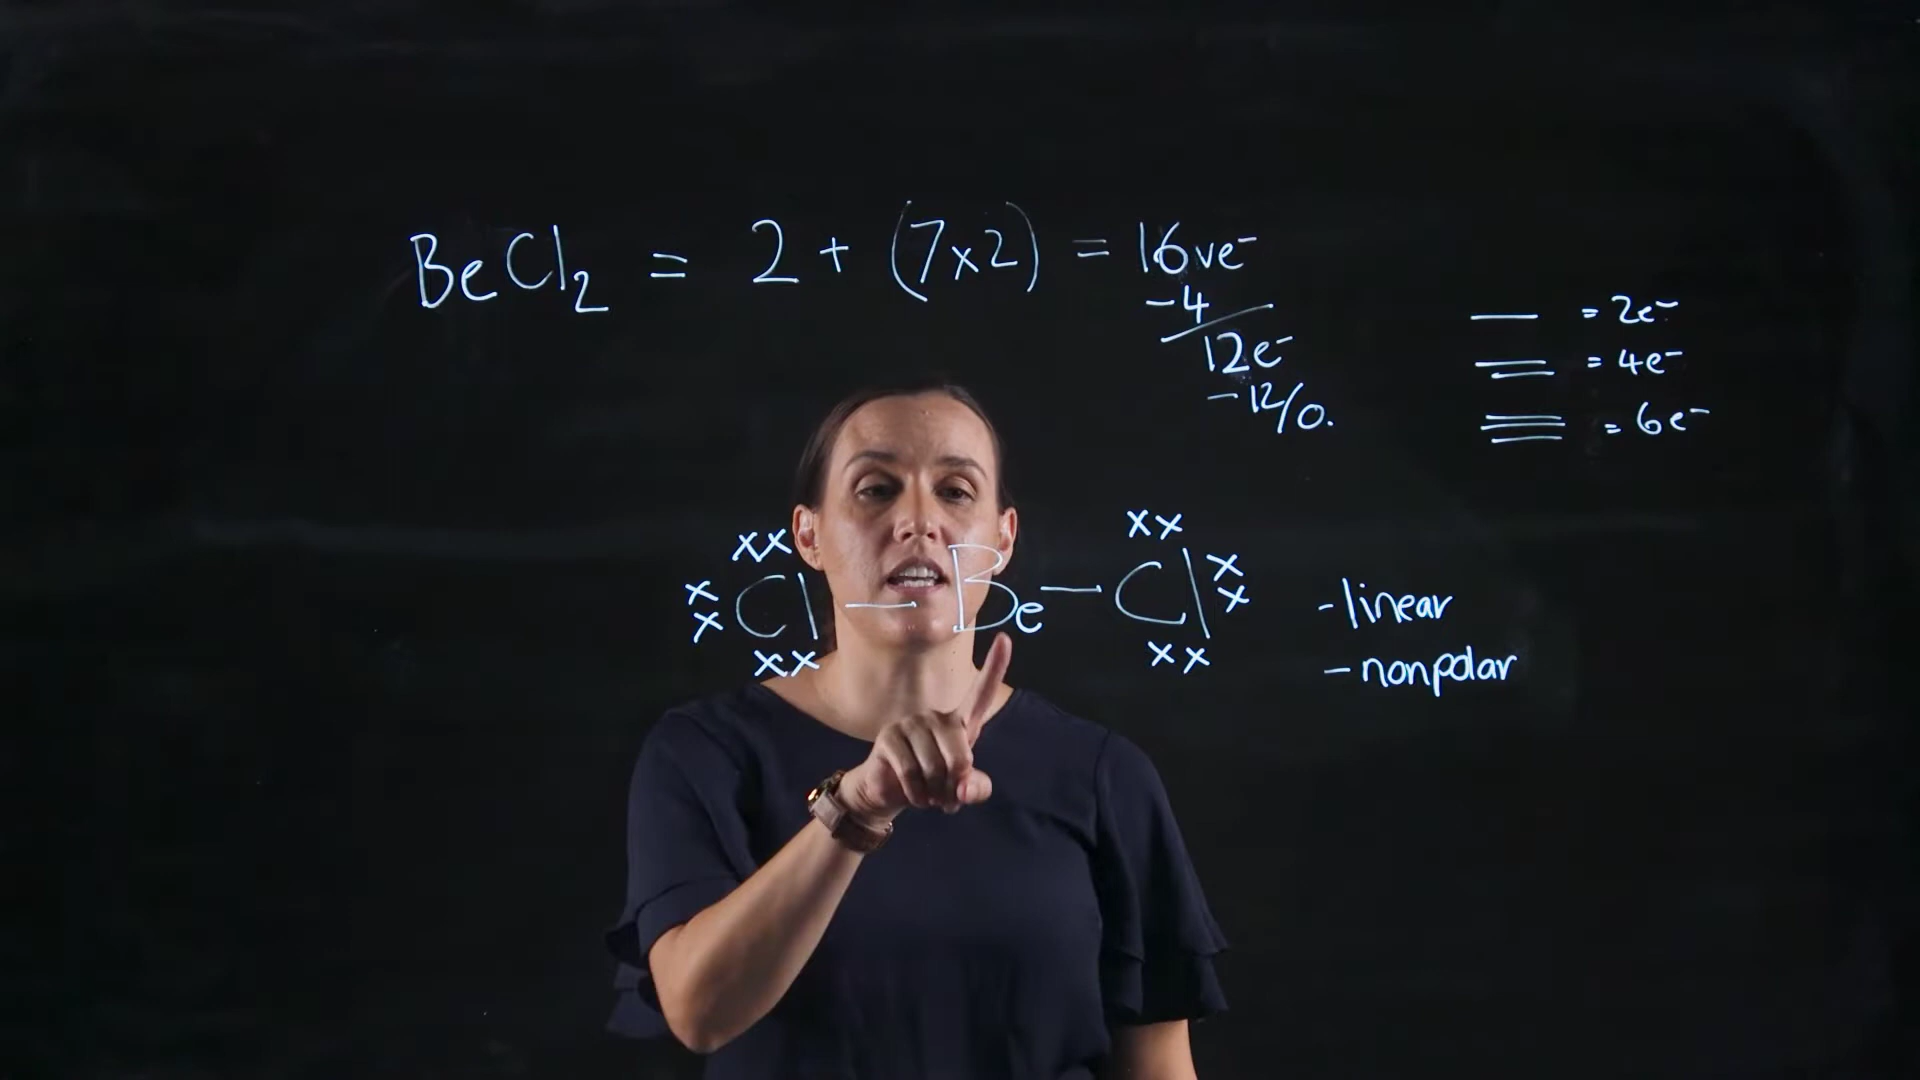 BeCl₂ = 2 + (7x2) = 16ve⁻
-4
12e⁻
-12/0.
— = 2e⁻
= = 4e⁻
≡ = 6e⁻
xx xx
x Cl — Be — Cl x
x x
xx xx
-linear
-nonpolar